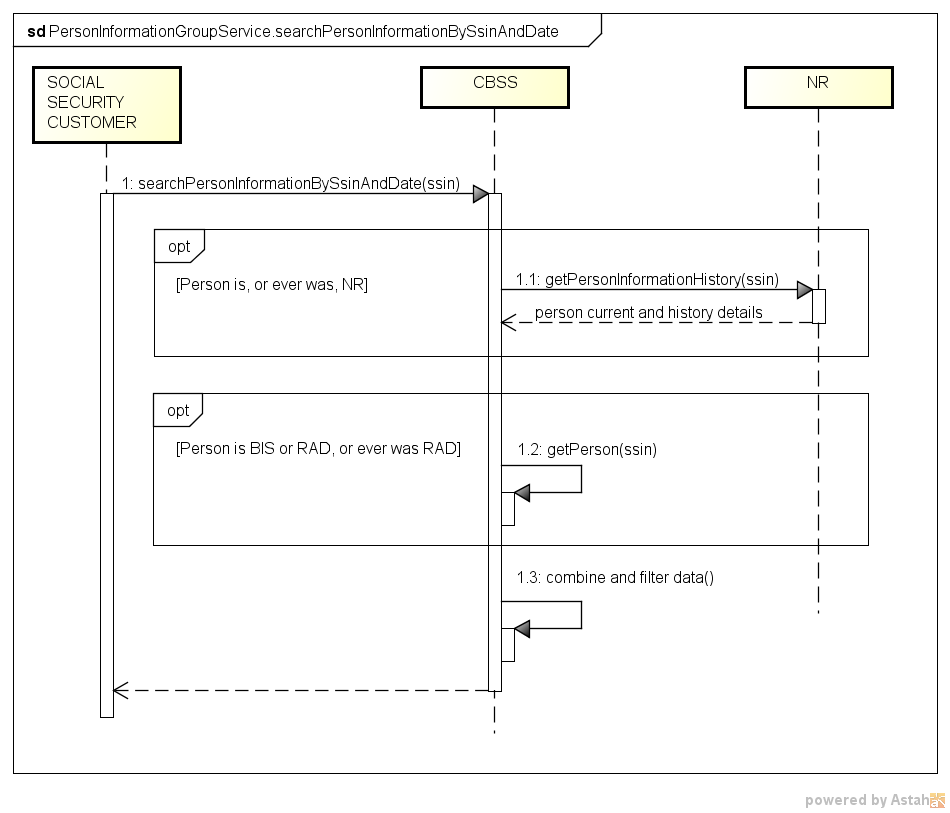 sd PersonInformationGroupService.searchPersonInformationBySsinAndDate
SOCIAL
SECURITY
CUSTOMER
CBSS
NR
1: searchPersonInformationBySsinAndDate(ssin)
opt
[Person is, or ever was, NR]
1.1: getPersonInformationHistory(ssin)
person current and history details
opt
[Person is BIS or RAD, or ever was RAD]
1.2: getPerson(ssin)
1.3: combine and filter data()
powered by Astah